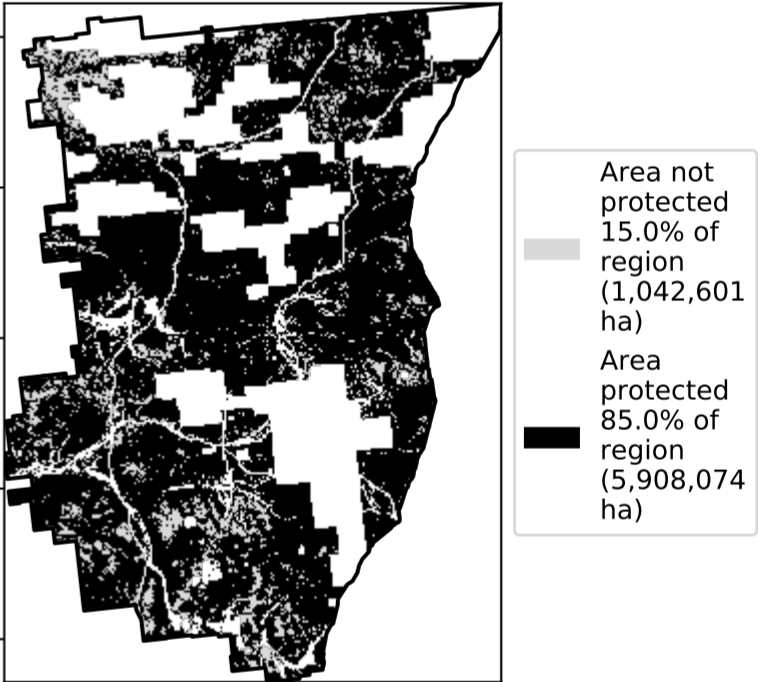 Area not
protected
15.0% of
region
(1,042,601
ha)
Area
protected
85.0% of
region
(5,908,074
ha)